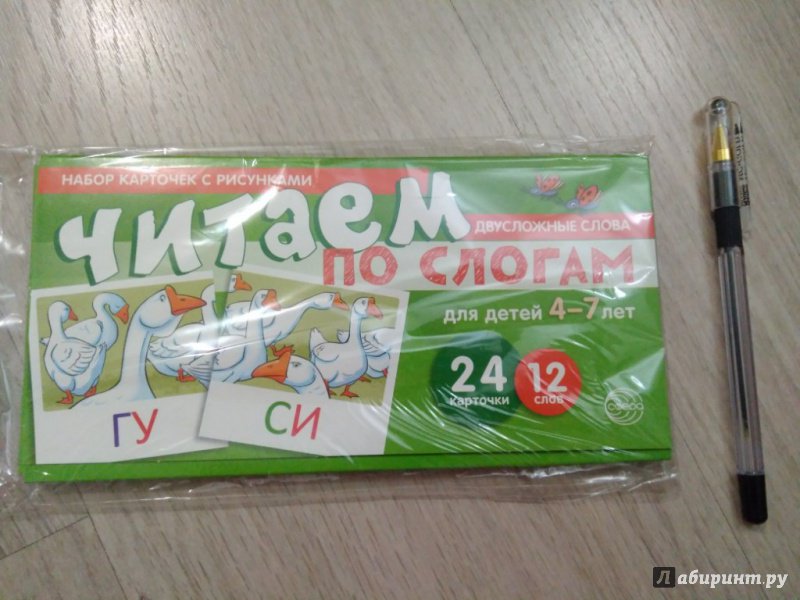 НАБОР КАРТОЧЕК С РИСУНКАМИ
ЧИТАЕМ
ДВУСЛОЖНЫЕ СЛОВА
ПО СЛОГАМ
для детей 4–7 лет
24
карточки
12
слов
ГУ
СИ
сфера
Лабиринт.ру